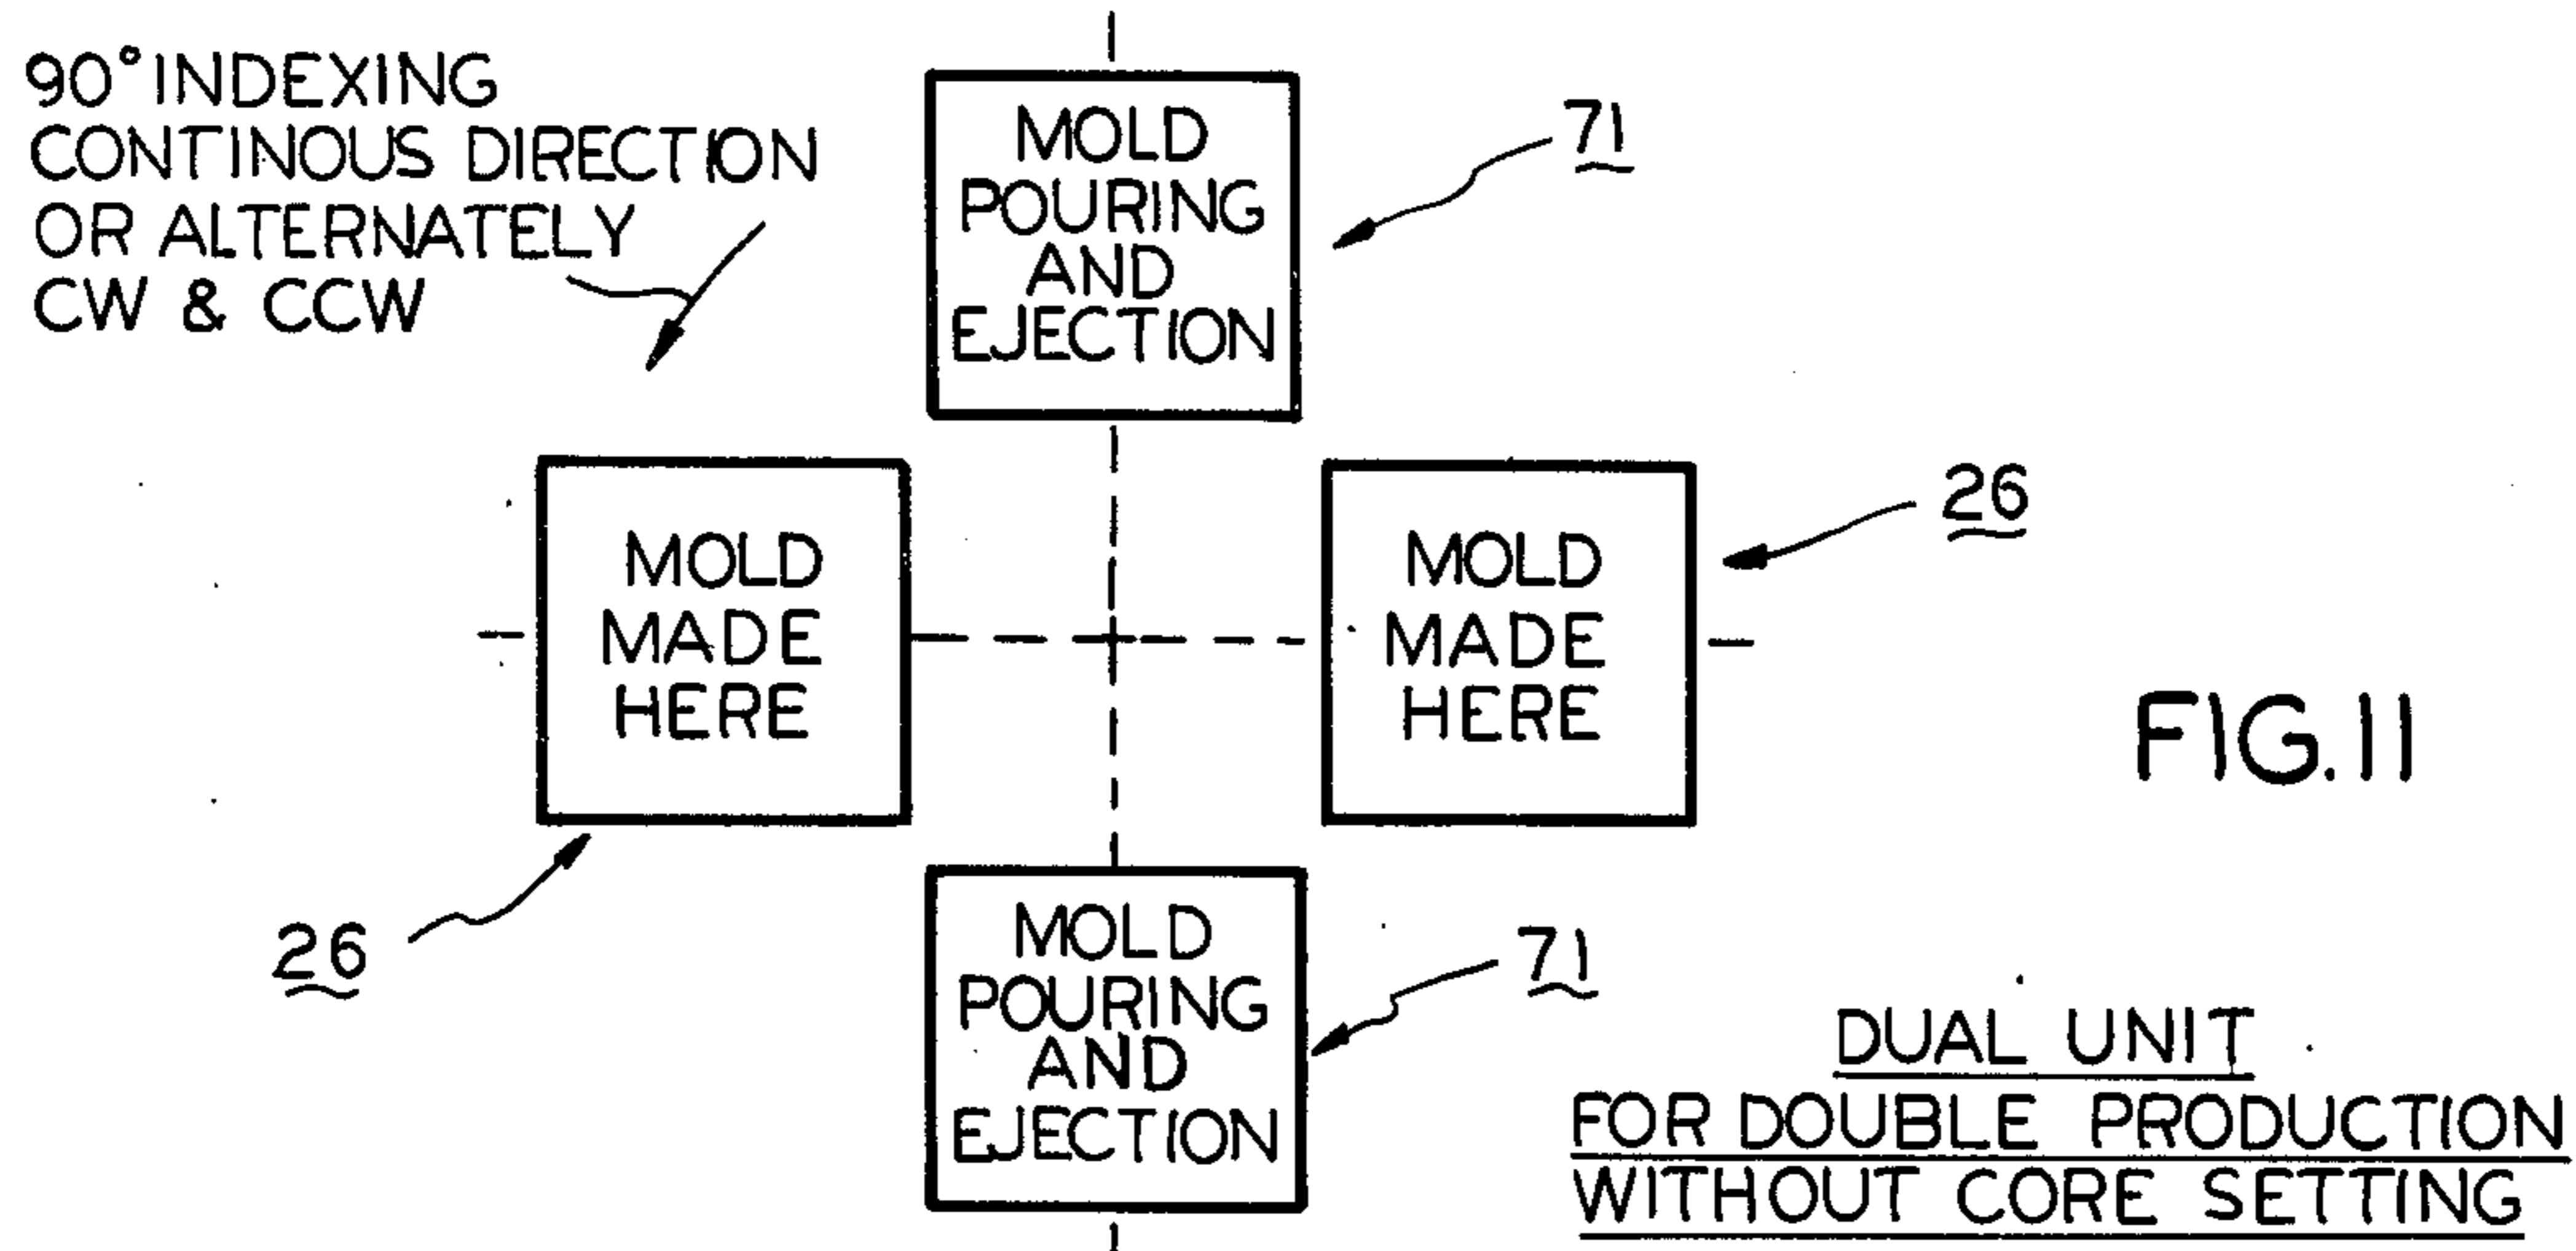 90° INDEXING
CONTINOUS DIRECTION
OR ALTERNATELY
CW & CCW
MOLD
POURING
AND
EJECTION
71
MOLD
MADE
HERE
26
MOLD
MADE
HERE
26
FIG. 11
MOLD
POURING
AND
EJECTION
71
DUAL UNIT
FOR DOUBLE PRODUCTION
WITHOUT CORE SETTING